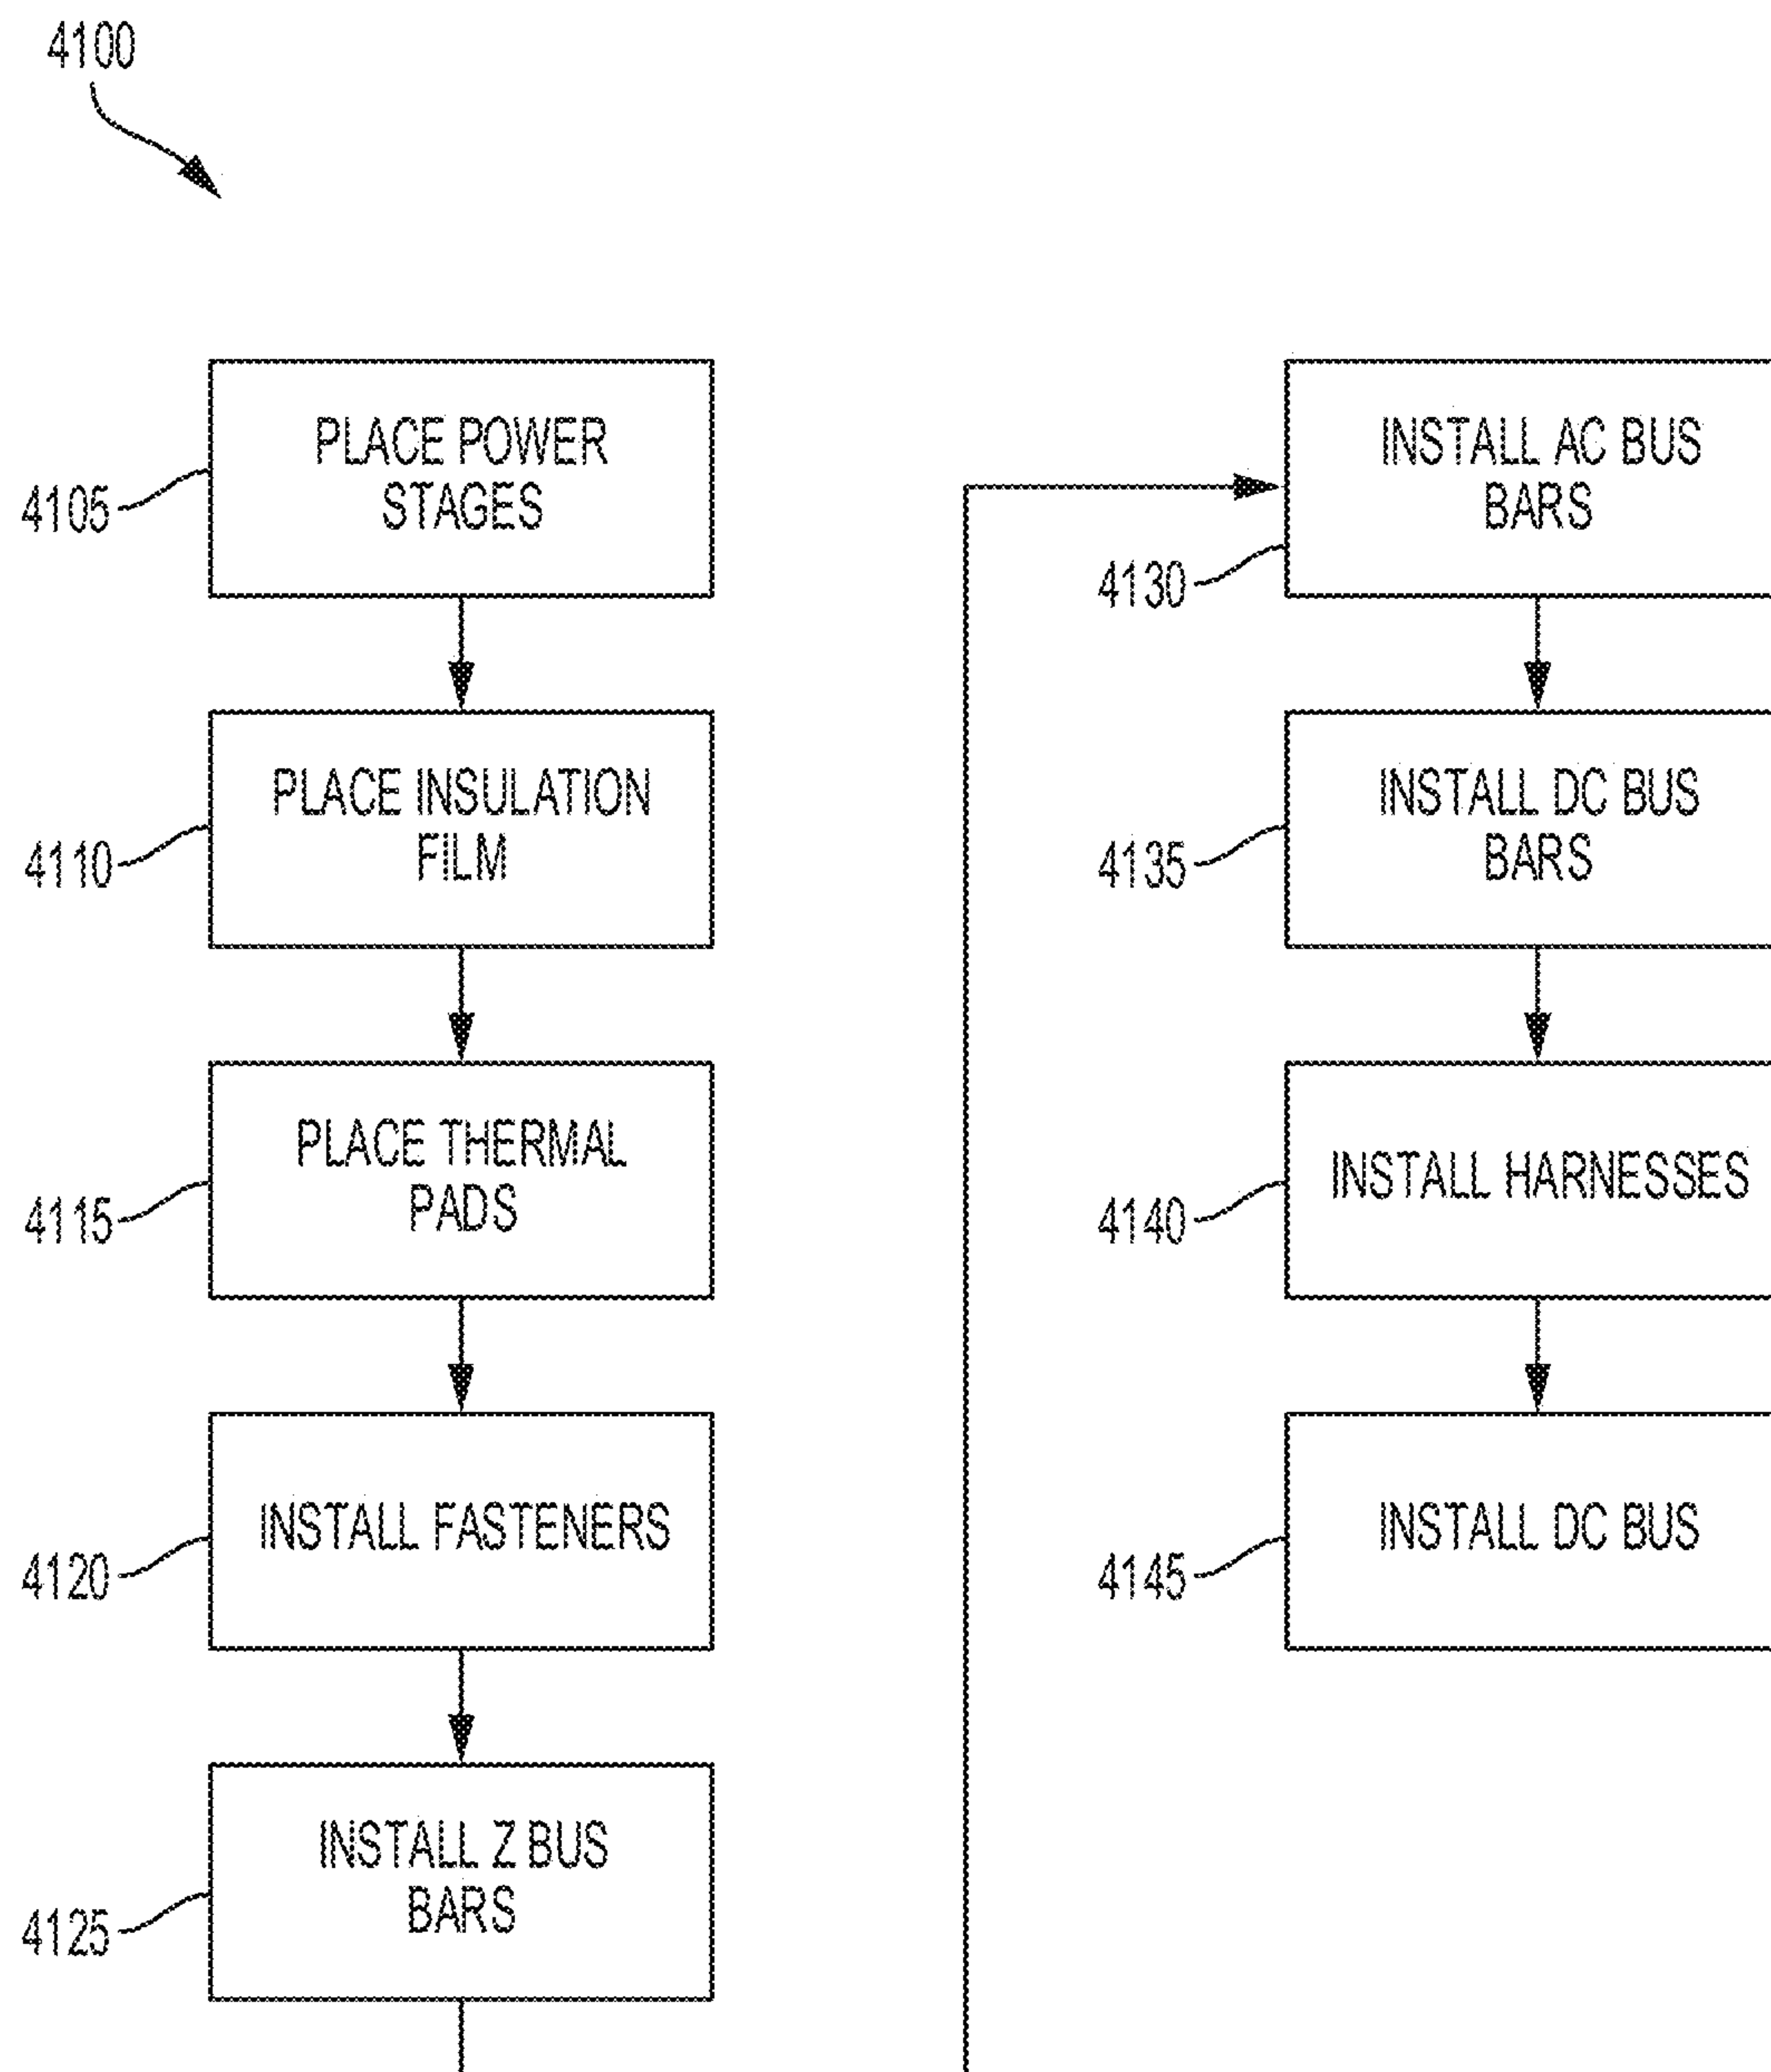 4100
PLACE POWER
STAGES
4105
PLACE INSULATION
FILM
4110
PLACE THERMAL
PADS
4115
INSTALL FASTENERS
4120
INSTALL Z BUS
BARS
4125
INSTALL AC BUS
BARS
4130
INSTALL DC BUS
BARS
4135
INSTALL HARNESSES
4140
INSTALL DC BUS
4145